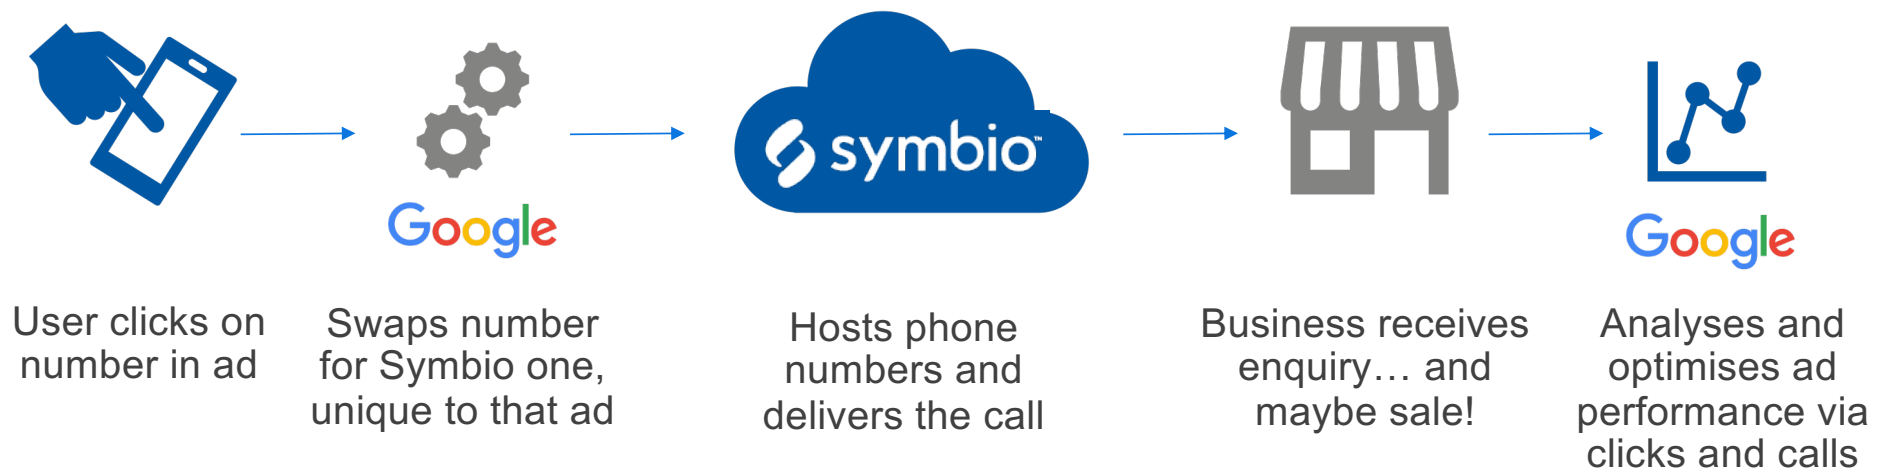 symbio™
Google
Google
User clicks on
number in ad
Swaps number
for Symbio one,
unique to that ad
Hosts phone
numbers and
delivers the call
Business receives
enquiry… and
maybe sale!
Analyses and
optimises ad
performance via
clicks and calls